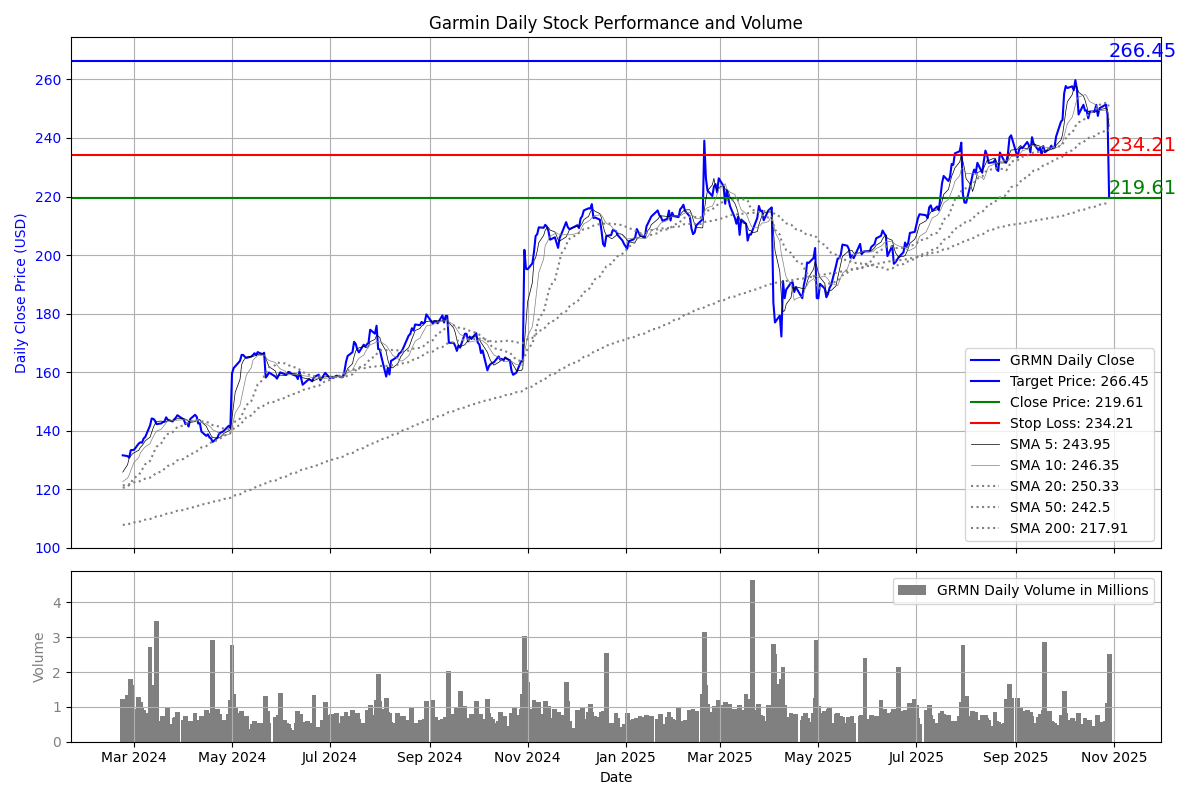 Garmin Daily Stock Performance and Volume
266.45
260
240
234.21
220
219.61
200
180
160
140
120
100
Daily Close Price (USD)
GRMN Daily Close
Target Price: 266.45
Close Price: 219.61
Stop Loss: 234.21
SMA 5: 243.95
SMA 10: 246.35
SMA 20: 250.33
SMA 50: 242.5
SMA 200: 217.91
GRMN Daily Volume in Millions
4
3
2
1
0
Volume
Mar 2024 May 2024 Jul 2024 Sep 2024 Nov 2024 Jan 2025 Mar 2025 May 2025 Jul 2025 Sep 2025 Nov 2025
Date